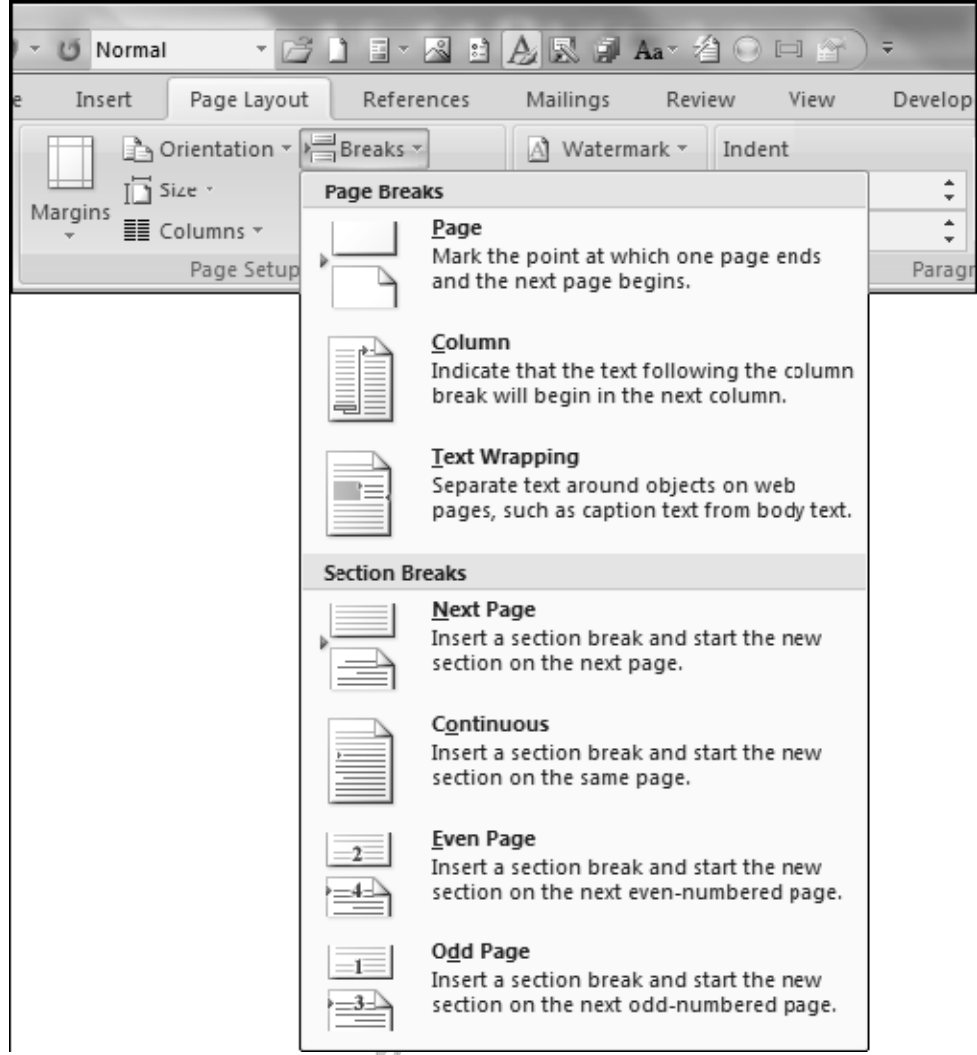 Normal Aa
e Insert Page Layout References Mailings Review View Develop
Orientation Breaks Watermark Indent
Size
Margins
Columns
Page Setup Paragr
Page Breaks
Page
Mark the point at which one page ends
and the next page begins.
Column
Indicate that the text following the column
break will begin in the next column.
Text Wrapping
Separate text around objects on web
pages, such as caption text from body text.
Section Breaks
Next Page
Insert a section break and start the new
section on the next page.
Continuous
Insert a section break and start the new
section on the same page.
2
Even Page
Insert a section break and start the new
4
section on the next even-numbered page.
1
Odd Page
Insert a section break and start the new
3
section on the next odd-numbered page.